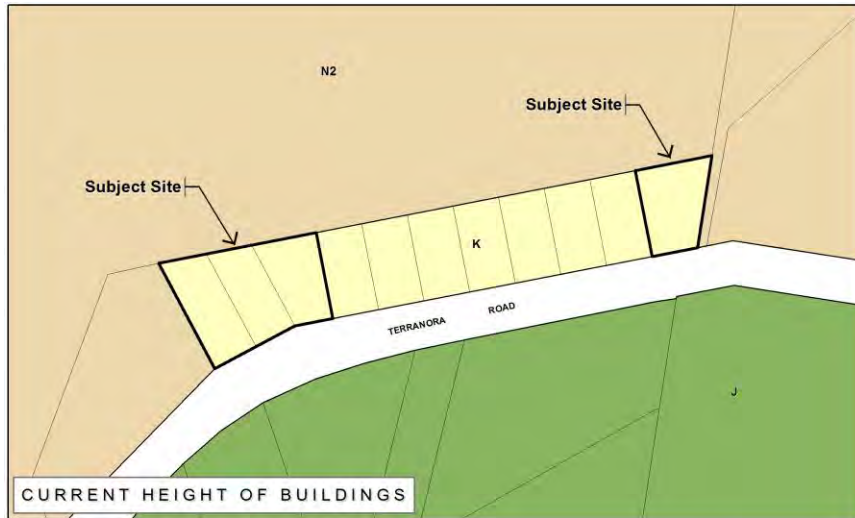 N2
Subject Site
Subject Site
K
TERRANORA ROAD
J
CURRENT HEIGHT OF BUILDINGS